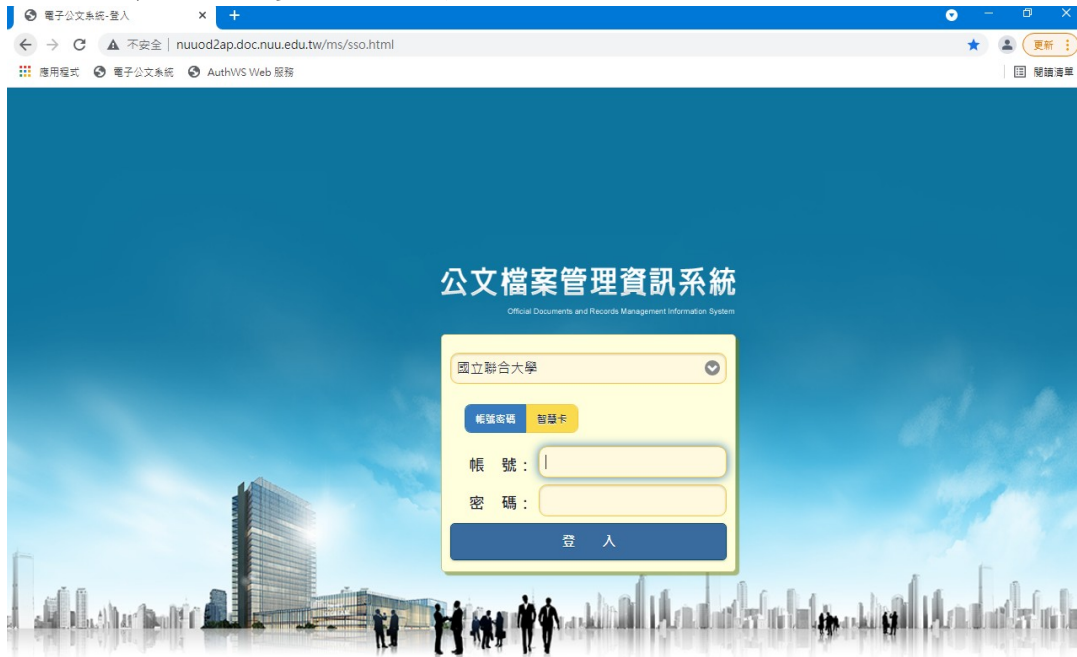 電子公文系統-登入
不安全 | nuuod2ap.doc.nuu.edu.tw/ms/sso.html
更新
應用程式 電子公文系統 AuthWS Web 服務
閱讀清單
公文檔案管理資訊系統
Official Documents and Records Management Information System
國立聯合大學
帳號密碼 智慧卡
帳 號:
密 碼:
登 入